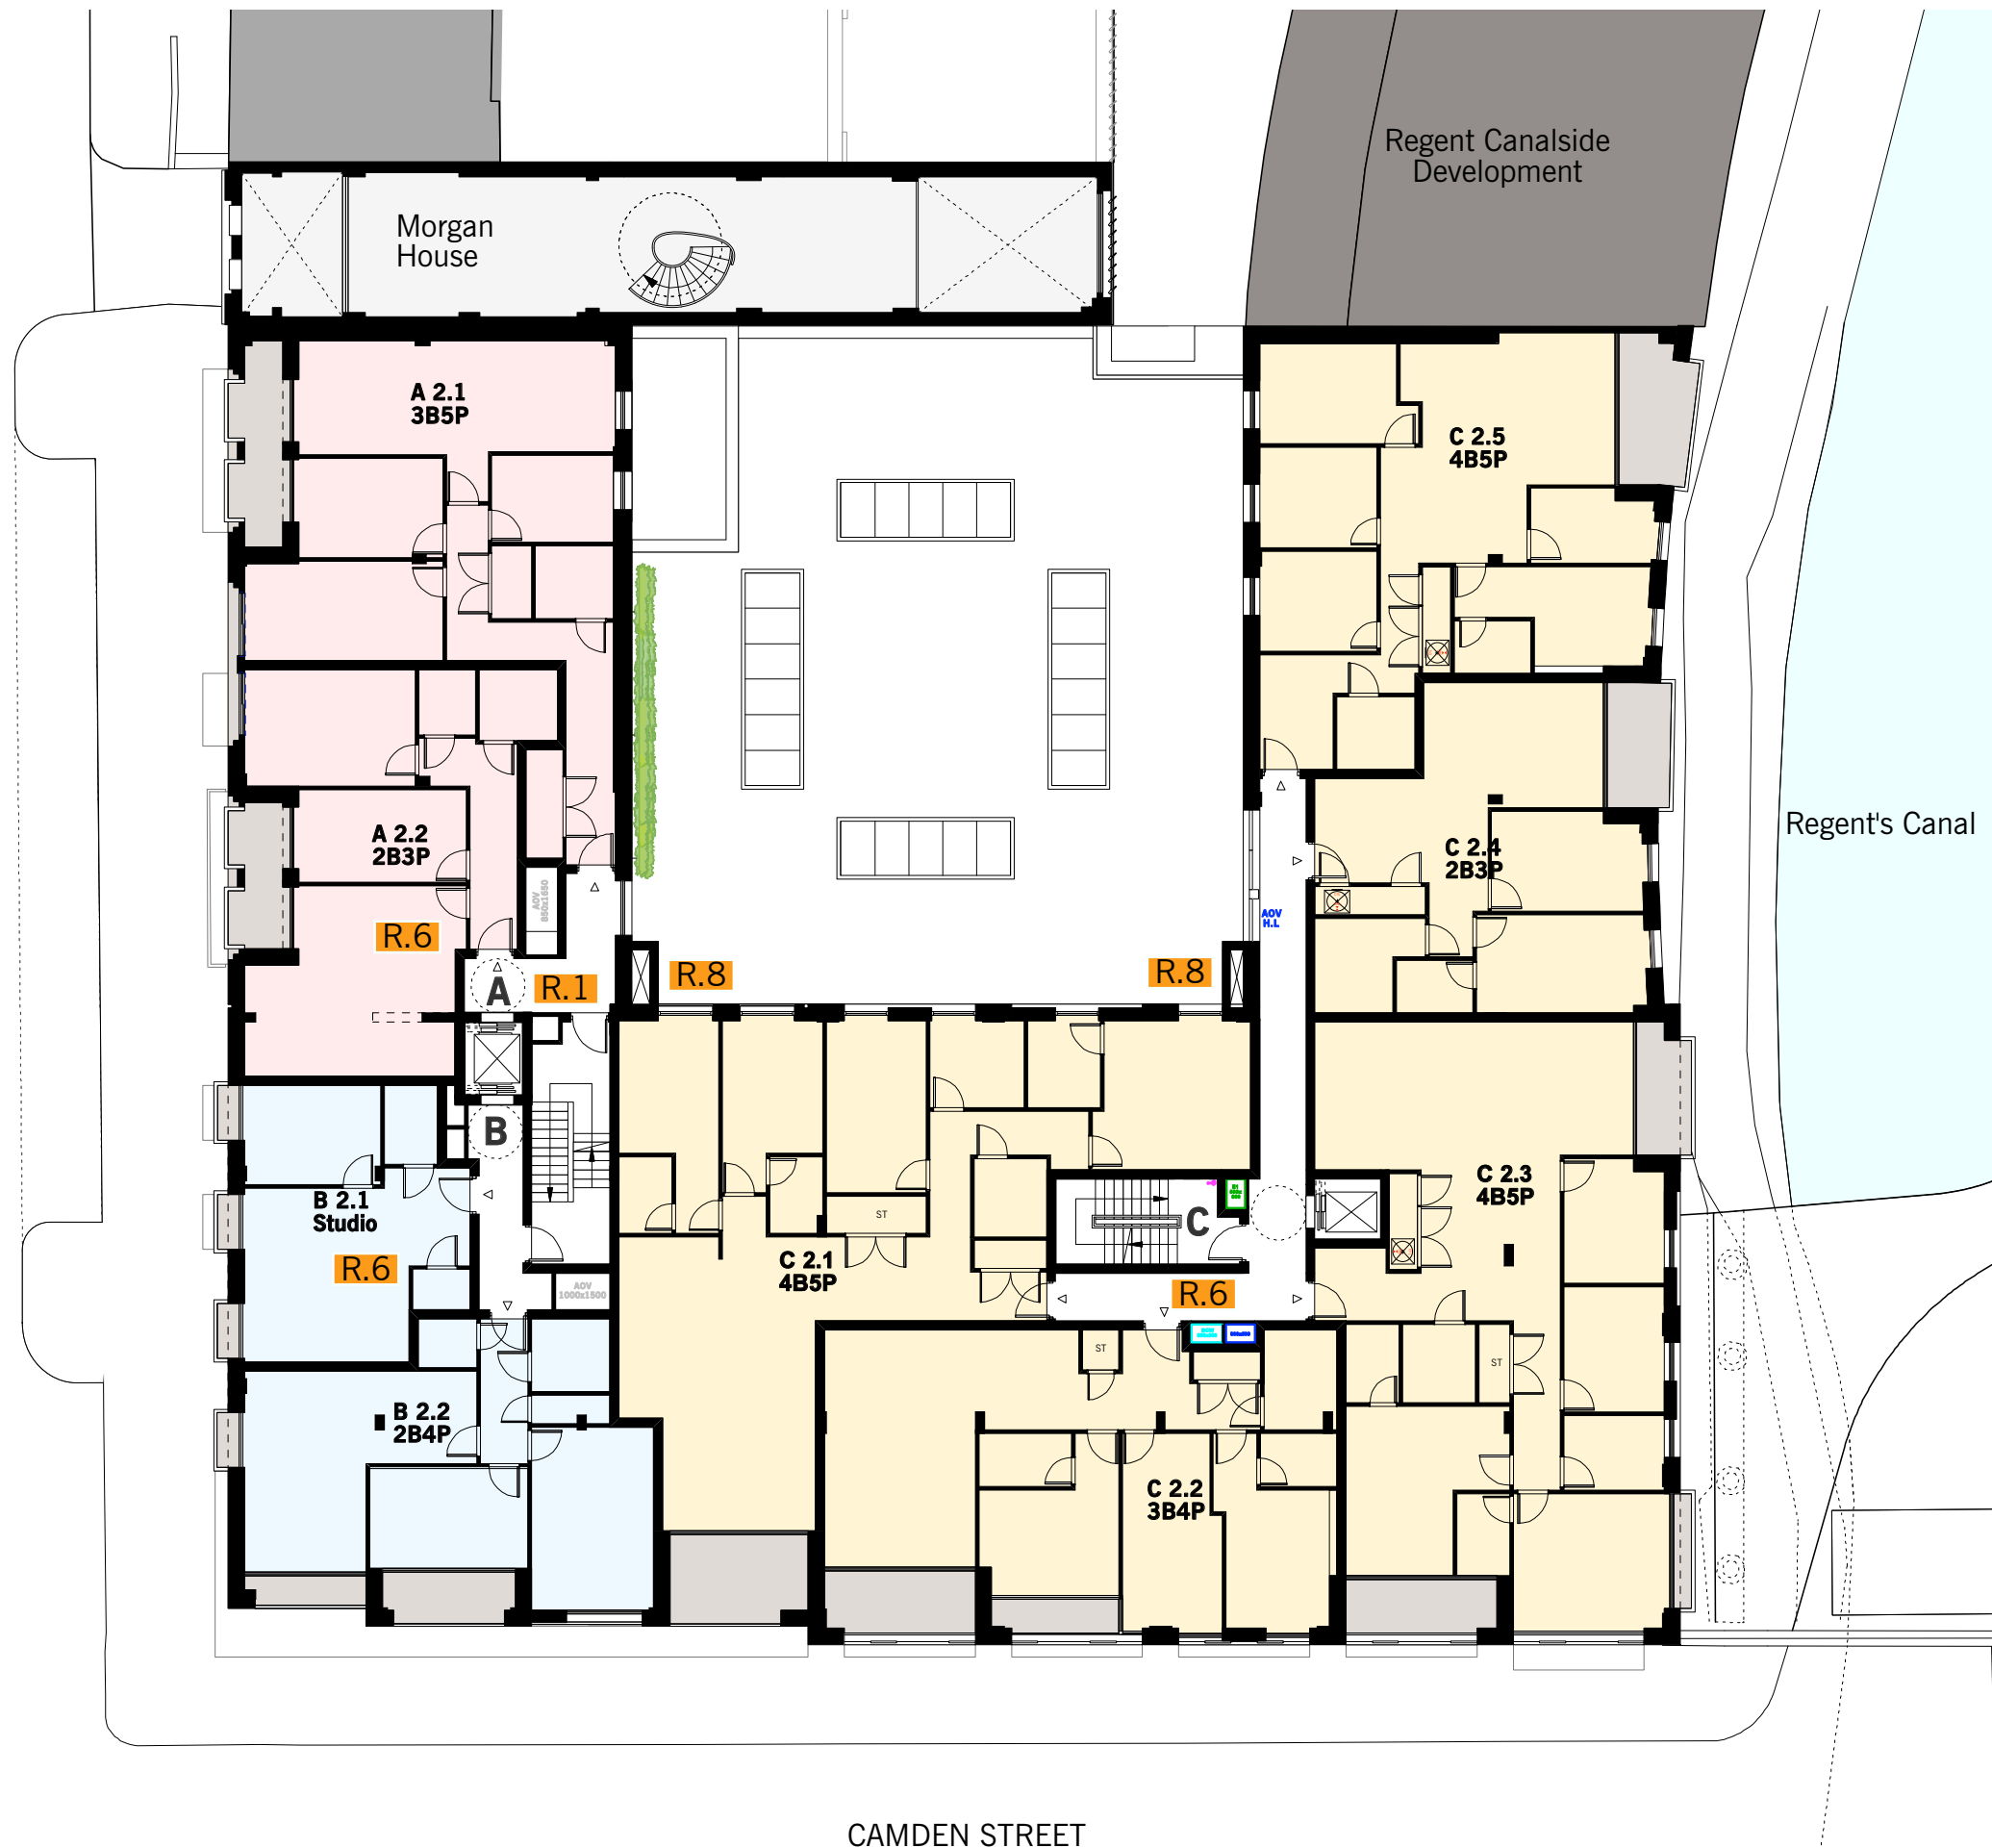 Regent Canalside
Development
Morgan
House
A 2.1
3B5P
C 2.5
4B5P
Regent's Canal
A 2.2
2B3P
C 2.4
2B3P
AOV
850x1650
AOV
H.L
R.6
R.8
R.8
A
R.1
B
B 2.1
Studio
C 2.3
4B5P
ST
C
R.6
C 2.1
4B5P
AOV
1000x1500
R.6
ST
ST
B 2.2
2B4P
C 2.2
3B4P
CAMDEN STREET